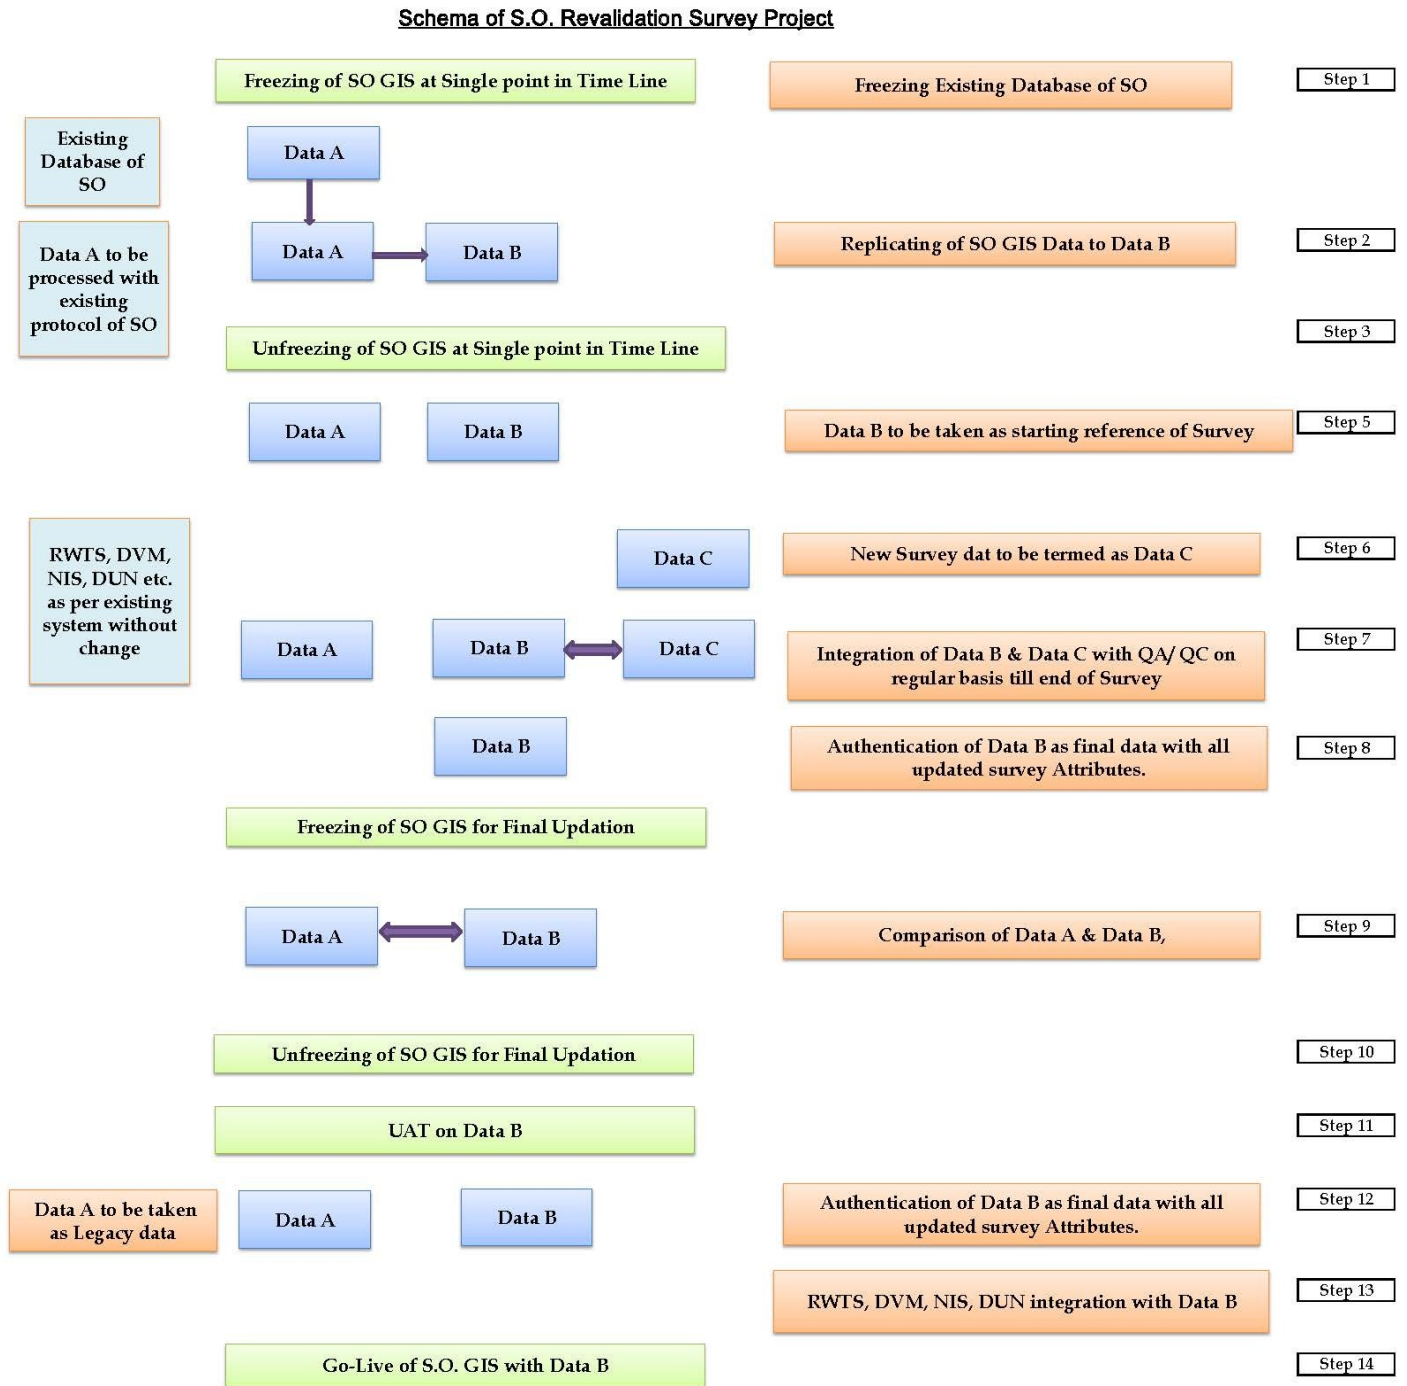 Schema of S.O. Revalidation Survey Project
Freezing of SO GIS at Single point in Time Line
Freezing Existing Database of SO
Step 1
Existing
Database of
SO
Data A
Data A to be
processed with
existing
protocol of SO
Data A
Data B
Replicating of SO GIS Data to Data B
Step 2
Unfreezing of SO GIS at Single point in Time Line
Step 3
Data A
Data B
Data B to be taken as starting reference of Survey
Step 5
RWTS, DVM,
NIS, DUN etc.
as per existing
system without
change
Data C
New Survey dat to be termed as Data C
Step 6
Data A
Data B
Data C
Integration of Data B & Data C with QA/ QC on
regular basis till end of Survey
Step 7
Data B
Authentication of Data B as final data with all
updated survey Attributes.
Step 8
Freezing of SO GIS for Final Updation
Data A
Data B
Comparison of Data A & Data B,
Step 9
Unfreezing of SO GIS for Final Updation
Step 10
UAT on Data B
Step 11
Data A to be taken
as Legacy data
Data A
Data B
Authentication of Data B as final data with all
updated survey Attributes.
Step 12
RWTS, DVM, NIS, DUN integration with Data B
Step 13
Go-Live of S.O. GIS with Data B
Step 14